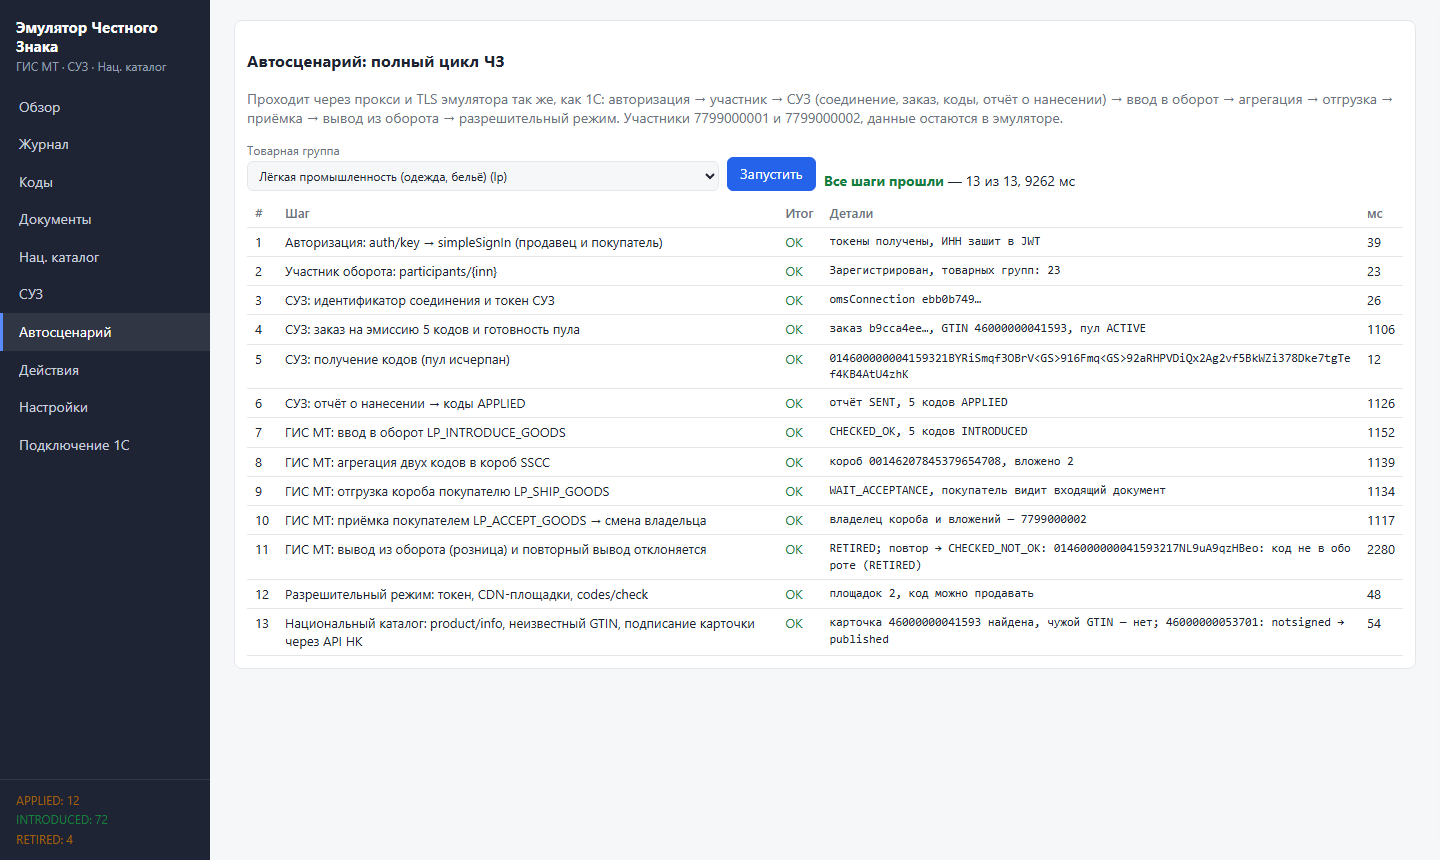 Эмулятор Честного
Знака
ГИС МТ · СУЗ · Нац. каталог
Обзор
Журнал
Коды
Документы
Нац. каталог
СУЗ
Автосценарий
Действия
Настройки
Подключение 1С
APPLIED: 12
INTRODUCED: 72
RETIRED: 4
Автосценарий: полный цикл ЧЗ
Проходит через прокси и TLS эмулятора так же, как 1С: авторизация → участник → СУЗ (соединение, заказ, коды, отчёт о нанесении) → ввод в оборот → агрегация → отгрузка →
приёмка → вывод из оборота → разрешительный режим. Участники 7799000001 и 7799000002, данные остаются в эмуляторе.
Товарная группа
Лёгкая промышленность (одежда, бельё) (lp)
Запустить
Все шаги прошли — 13 из 13, 9262 мс
# Шаг Итог Детали мс
1 Авторизация: auth/key → simpleSignIn (продавец и покупатель) OK токены получены, ИНН зашит в JWT 39
2 Участник оборота: participants/{inn} OK Зарегистрирован, товарных групп: 23 23
3 СУЗ: идентификатор соединения и токен СУЗ OK omsConnection ebb0b749… 26
4 СУЗ: заказ на эмиссию 5 кодов и готовность пула OK заказ b9cca4ee…, GTIN 46000000041593, пул ACTIVE 1106
5 СУЗ: получение кодов (пул исчерпан) OK 014600000004159321BYRiSmqf3OBrV<GS>916Fmq<GS>92aRHPVDiQx2Ag2vf5BkWZi378Dke7tgTe 12
f4KB4AtU4zhK
6 СУЗ: отчёт о нанесении → коды APPLIED OK отчёт SENT, 5 кодов APPLIED 1126
7 ГИС МТ: ввод в оборот LP_INTRODUCE_GOODS OK CHECKED_OK, 5 кодов INTRODUCED 1152
8 ГИС МТ: агрегация двух кодов в короб SSCC OK короб 00146207845379654708, вложено 2 1139
9 ГИС МТ: отгрузка короба покупателю LP_SHIP_GOODS OK WAIT_ACCEPTANCE, покупатель видит входящий документ 1134
10 ГИС МТ: приёмка покупателем LP_ACCEPT_GOODS → смена владельца OK владелец короба и вложений — 7799000002 1117
11 ГИС МТ: вывод из оборота (розница) и повторный вывод отклоняется OK RETIRED; повтор → CHECKED_NOT_OK: 0146000000041593217NL9uA9qzHBeo: код не в обо 2280
роте (RETIRED)
12 Разрешительный режим: токен, CDN-площадки, codes/check OK площадок 2, код можно продавать 48
13 Национальный каталог: product/info, неизвестный GTIN, подписание карточки OK карточка 46000000041593 найдена, чужой GTIN — нет; 46000000053701: notsigned → 54
через API НК published